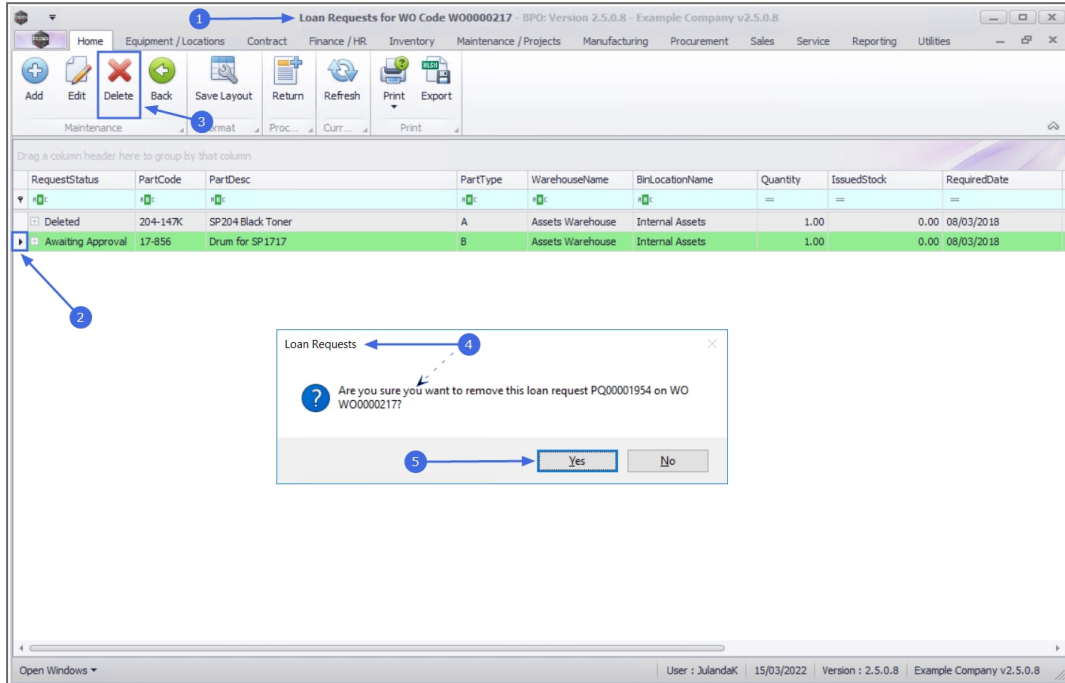 1
Loan Requests for WO Code WO0000217 - BPO: Version 2.5.0.8 - Example Company v2.5.0.8
Home Equipment / Locations Contract Finance / HR Inventory Maintenance / Projects Manufacturing Procurement Sales Service Reporting Utilities
Add Edit Delete Back Save Layout Return Refresh Print Export
3
Maintenance Format Proc... Curr... Print
Drag a column header here to group by that column
RequestStatus PartCode PartDesc PartType WarehouseName BinLocationName Quantity IssuedStock RequiredDate
= = =
Deleted 204-147K SP204 Black Toner A Assets Warehouse Internal Assets 1.00 0.00 08/03/2018
Awaiting Approval 17-856 Drum for SP1717 B Assets Warehouse Internal Assets 1.00 0.00 08/03/2018
2
Loan Requests
4
Are you sure you want to remove this loan request PQ00001954 on WO
WO0000217?
5
Yes No
Open Windows User : JulandaK 15/03/2022 Version : 2.5.0.8 Example Company v2.5.0.8